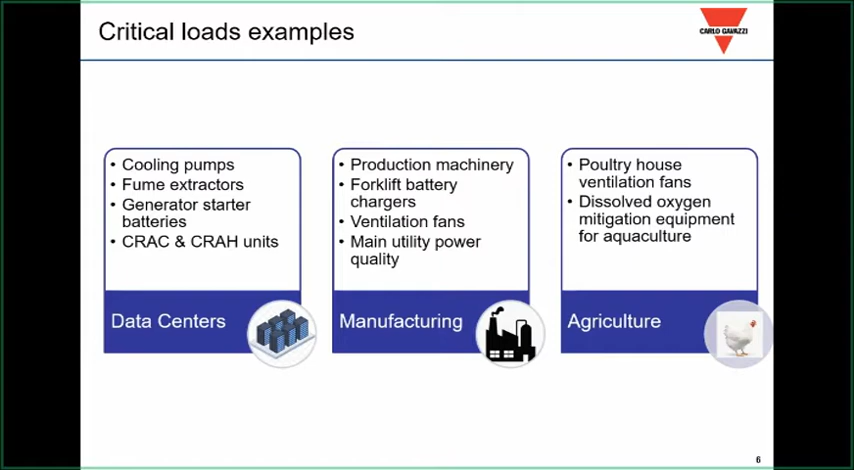 Critical loads examples
CARLO GAVAZZI
• Cooling pumps
• Fume extractors
• Generator starter
batteries
• CRAC & CRAH units
Data Centers
• Production machinery
• Forklift battery
chargers
• Ventilation fans
• Main utility power
quality
Manufacturing
• Poultry house
ventilation fans
• Dissolved oxygen
mitigation equipment
for aquaculture
Agriculture
6